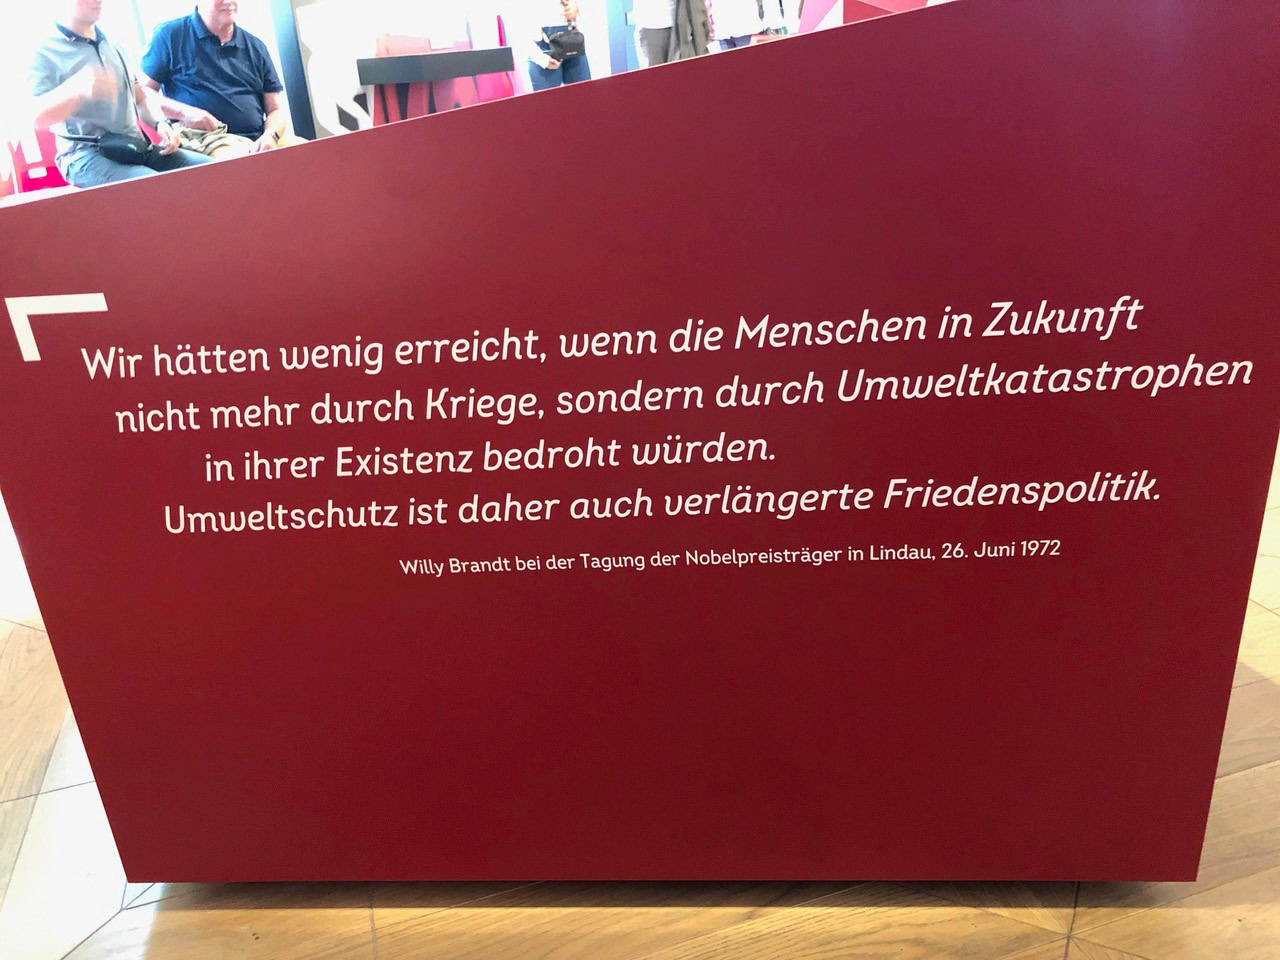 Wir hätten wenig erreicht, wenn die Menschen in Zukunft
nicht mehr durch Kriege, sondern durch Umweltkatastrophen
in ihrer Existenz bedroht würden.
Umweltschutz ist daher auch verlängerte Friedenspolitik.
Willy Brandt bei der Tagung der Nobelpreisträger in Lindau, 26. Juni 1972